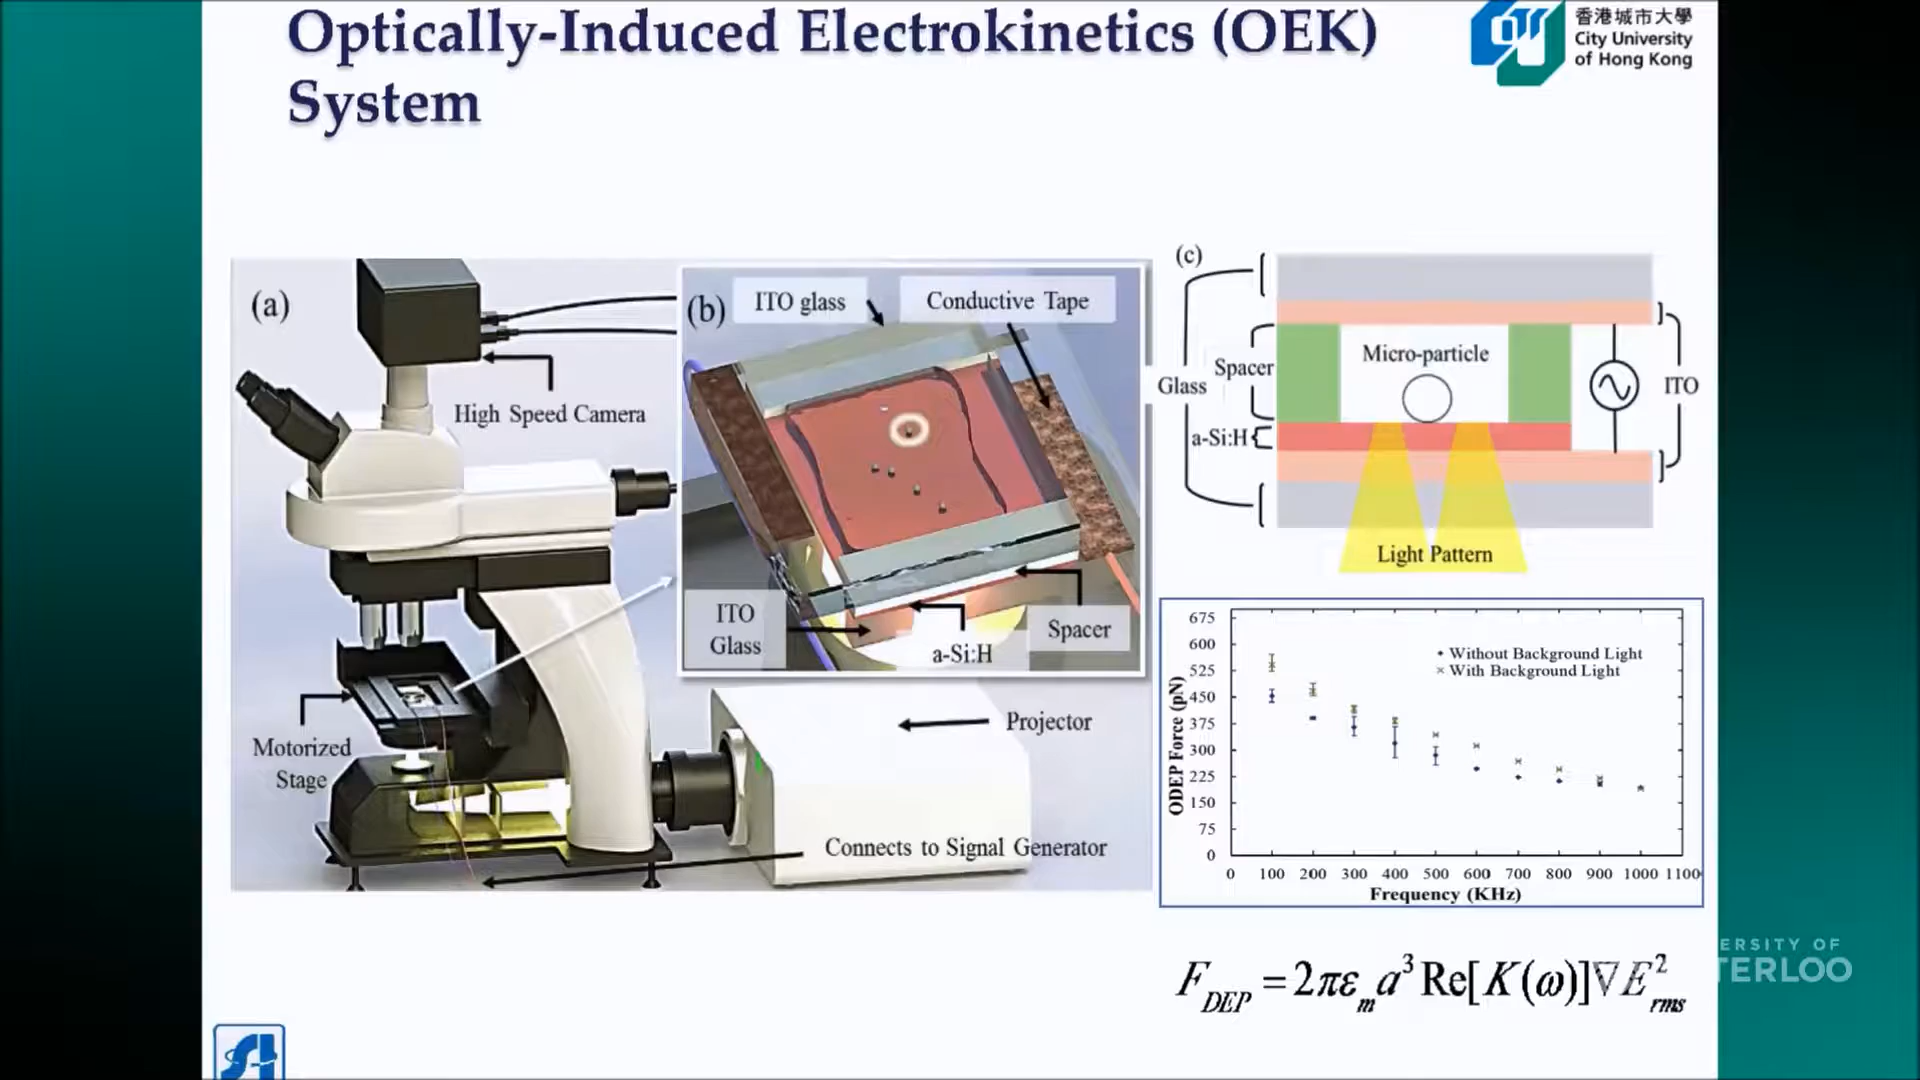 Optically-Induced Electrokinetics (OEK)
System
香港城市大學
City University
of Hong Kong
(a)
High Speed Camera
Motorized
Stage
Projector
Connects to Signal Generator
(b)
ITO glass
Conductive Tape
ITO
Glass
a-Si:H
Spacer
(c)
Glass
Spacer
a-Si:H
Micro-particle
ITO
Light Pattern
ODEP Force (pN)
675
600
525
450
375
300
225
150
75
0
Without Background Light
With Background Light
0 100 200 300 400 500 600 700 800 900 1000 1100
Frequency (KHz)
F_DEP = 2πε_m a³ Re[K(ω)]∇E²_rms
ERSITY OF
TERLOO